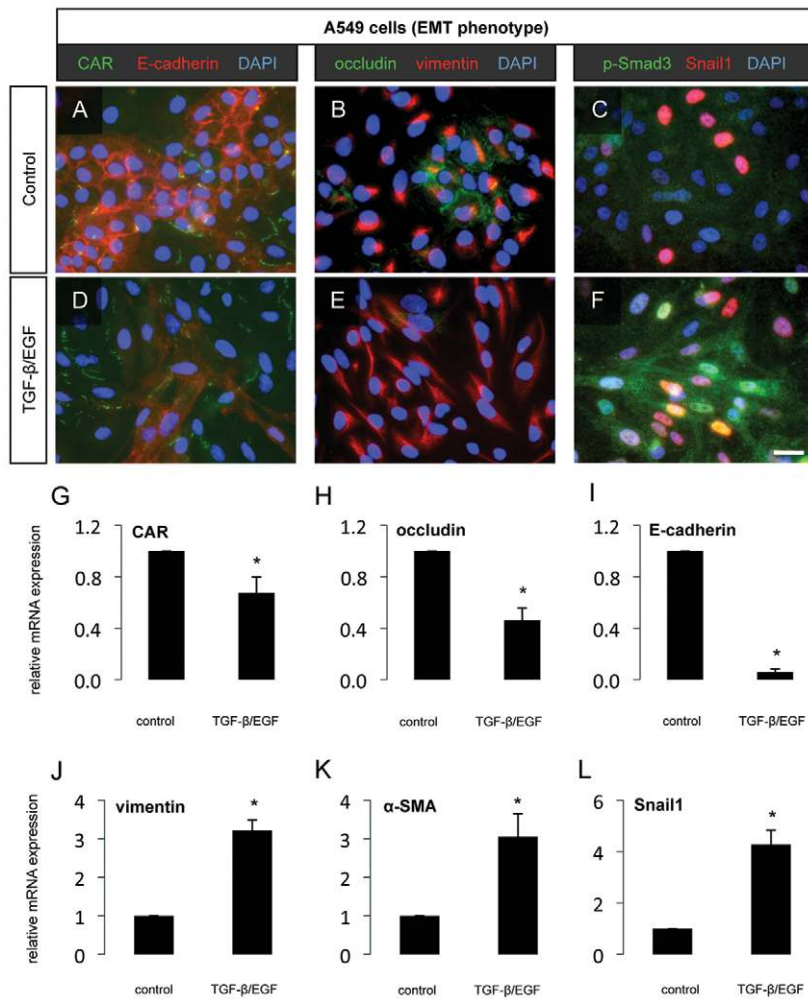 A549 cells (EMT phenotype)
CAR E-cadherin DAPI
occludin vimentin DAPI
p-Smad3 Snail1 DAPI
Control
A
B
C
TGF-β/EGF
D
E
F
G
H
I
relative mRNA expression
CAR
1.2
0.8
0.4
0.0
*
control TGF-β/EGF
occludin
1.2
0.8
0.4
0.0
*
control TGF-β/EGF
E-cadherin
1.2
0.8
0.4
0.0
*
control TGF-β/EGF
J
K
L
relative mRNA expression
vimentin
4
3
2
1
0
*
control TGF-β/EGF
α-SMA
4
3
2
1
0
*
control TGF-β/EGF
Snail1
6
4
2
0
*
control TGF-β/EGF